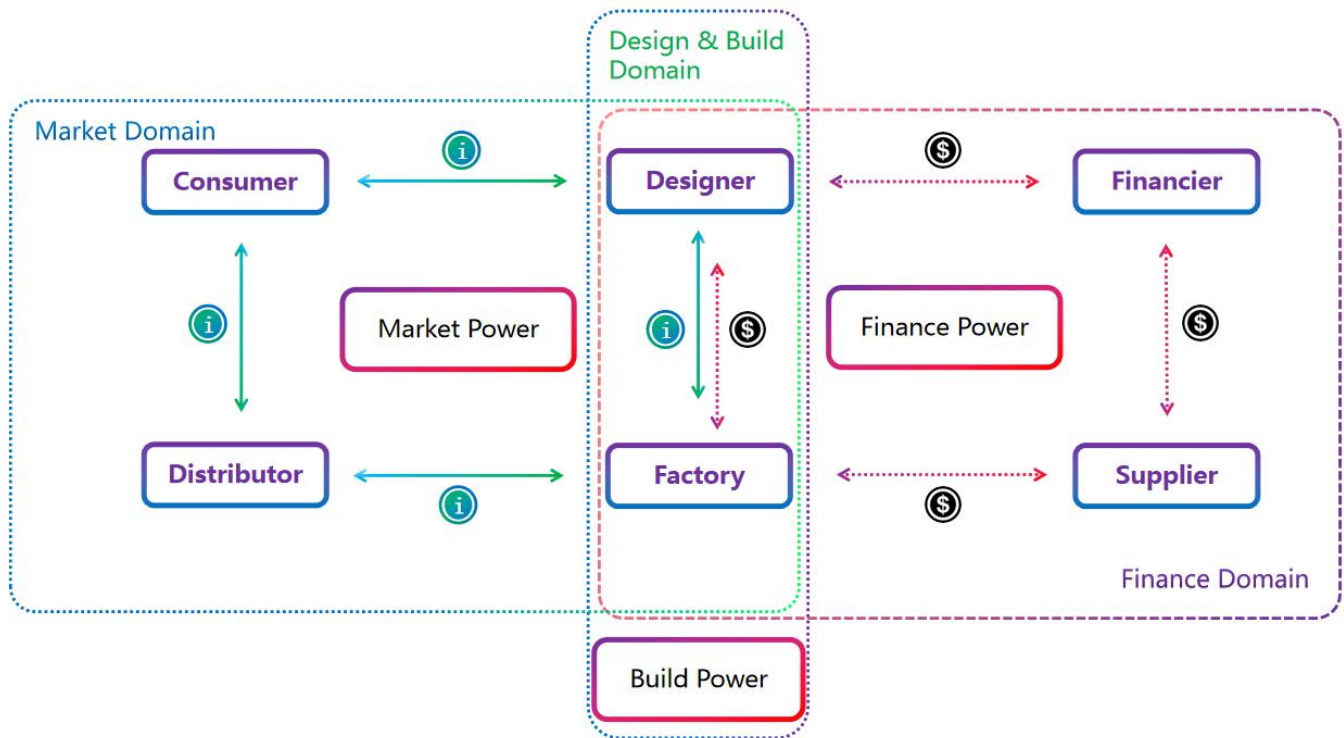 Design & Build
Domain
Market Domain
i
$
Consumer
Designer
Financier
i
Market Power
i
$
Finance Power
$
Distributor
Factory
Supplier
i
$
Finance Domain
Build Power